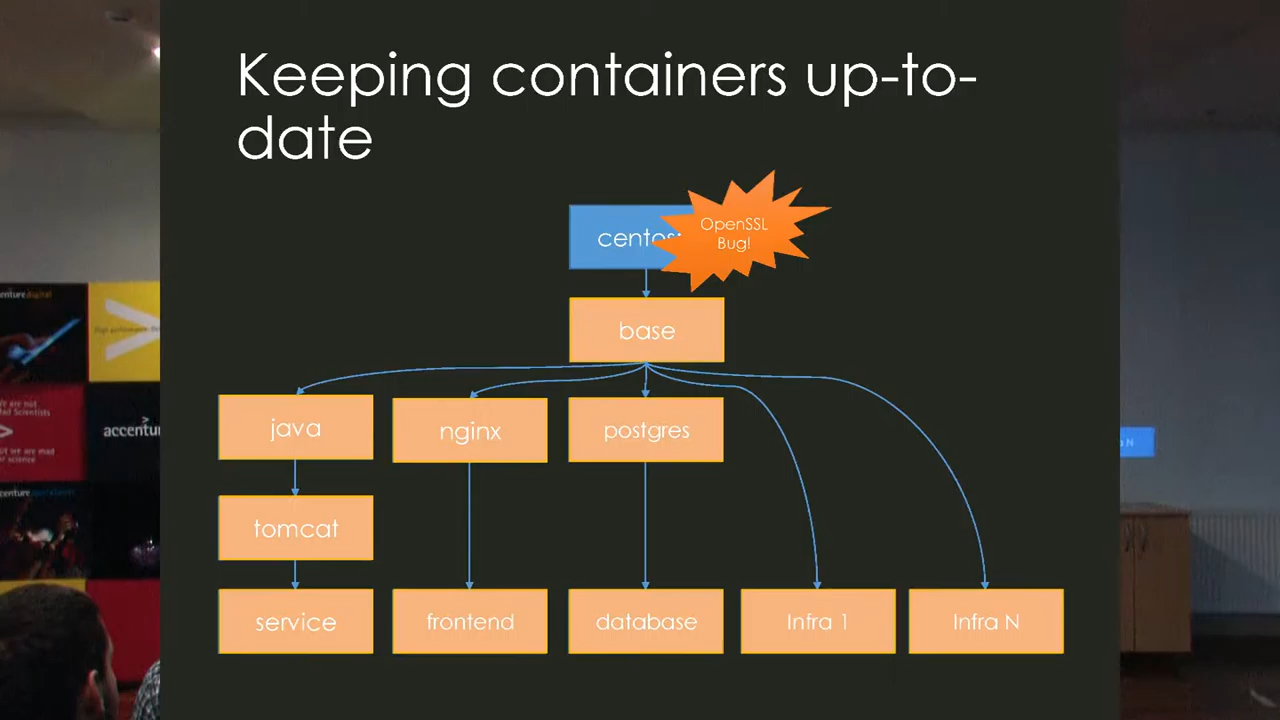 Keeping containers up-to-
date
OpenSSL
Bug!
base
java
nginx
postgres
tomcat
service
frontend
database
Infra 1
Infra N
accenture